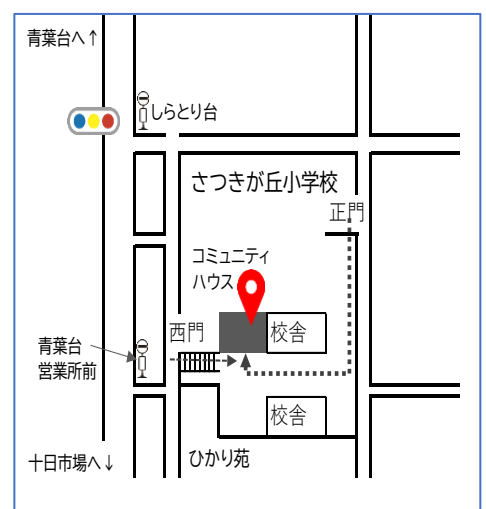 青葉台へ↑
しらとり台
さつきが丘小学校
正門
コミュニティ
ハウス
西門
校舎
青葉台
営業所前
校舎
ひかり苑
十日市場へ↓